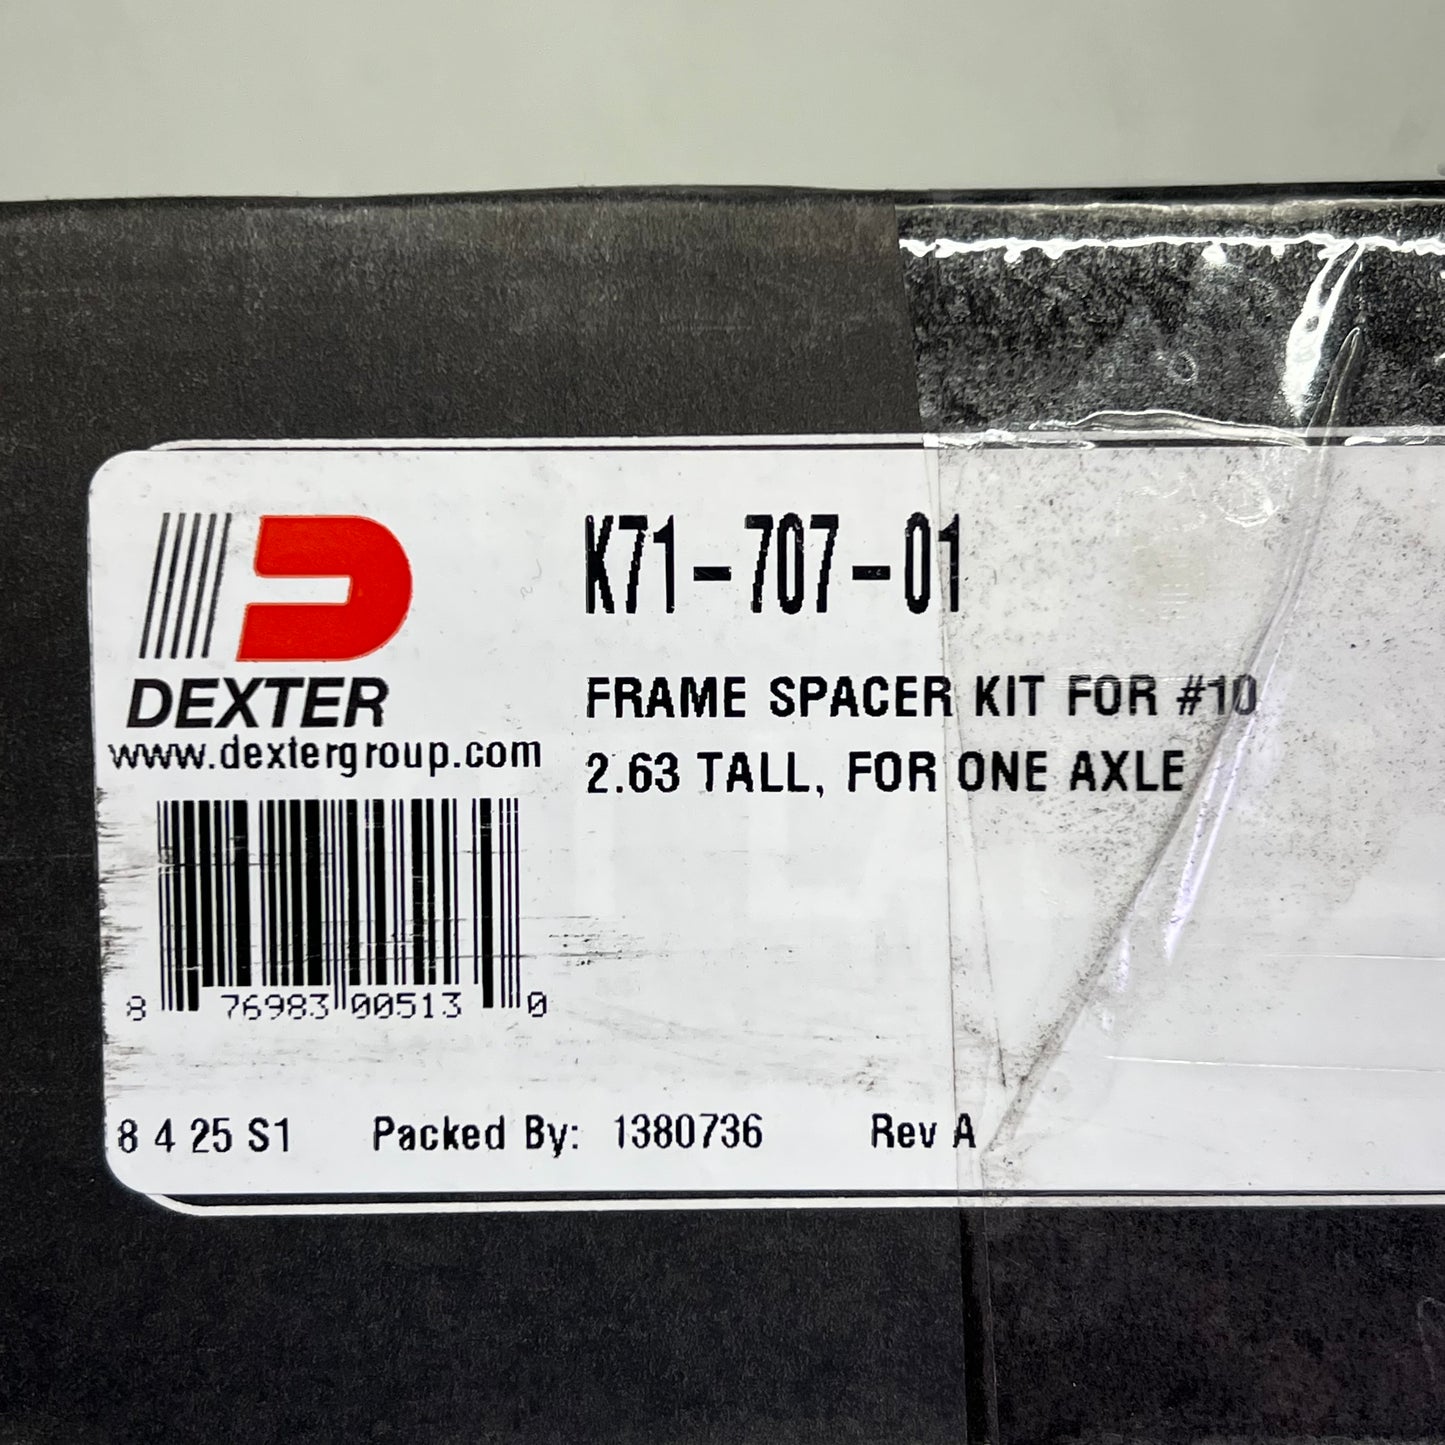 DEXTER
www.dextergroup.com
K71-707-01
FRAME SPACER KIT FOR #10
2.63 TALL, FOR ONE AXLE
8 76983 00513 0
8 4 25 S1 Packed By: 1380736 Rev A